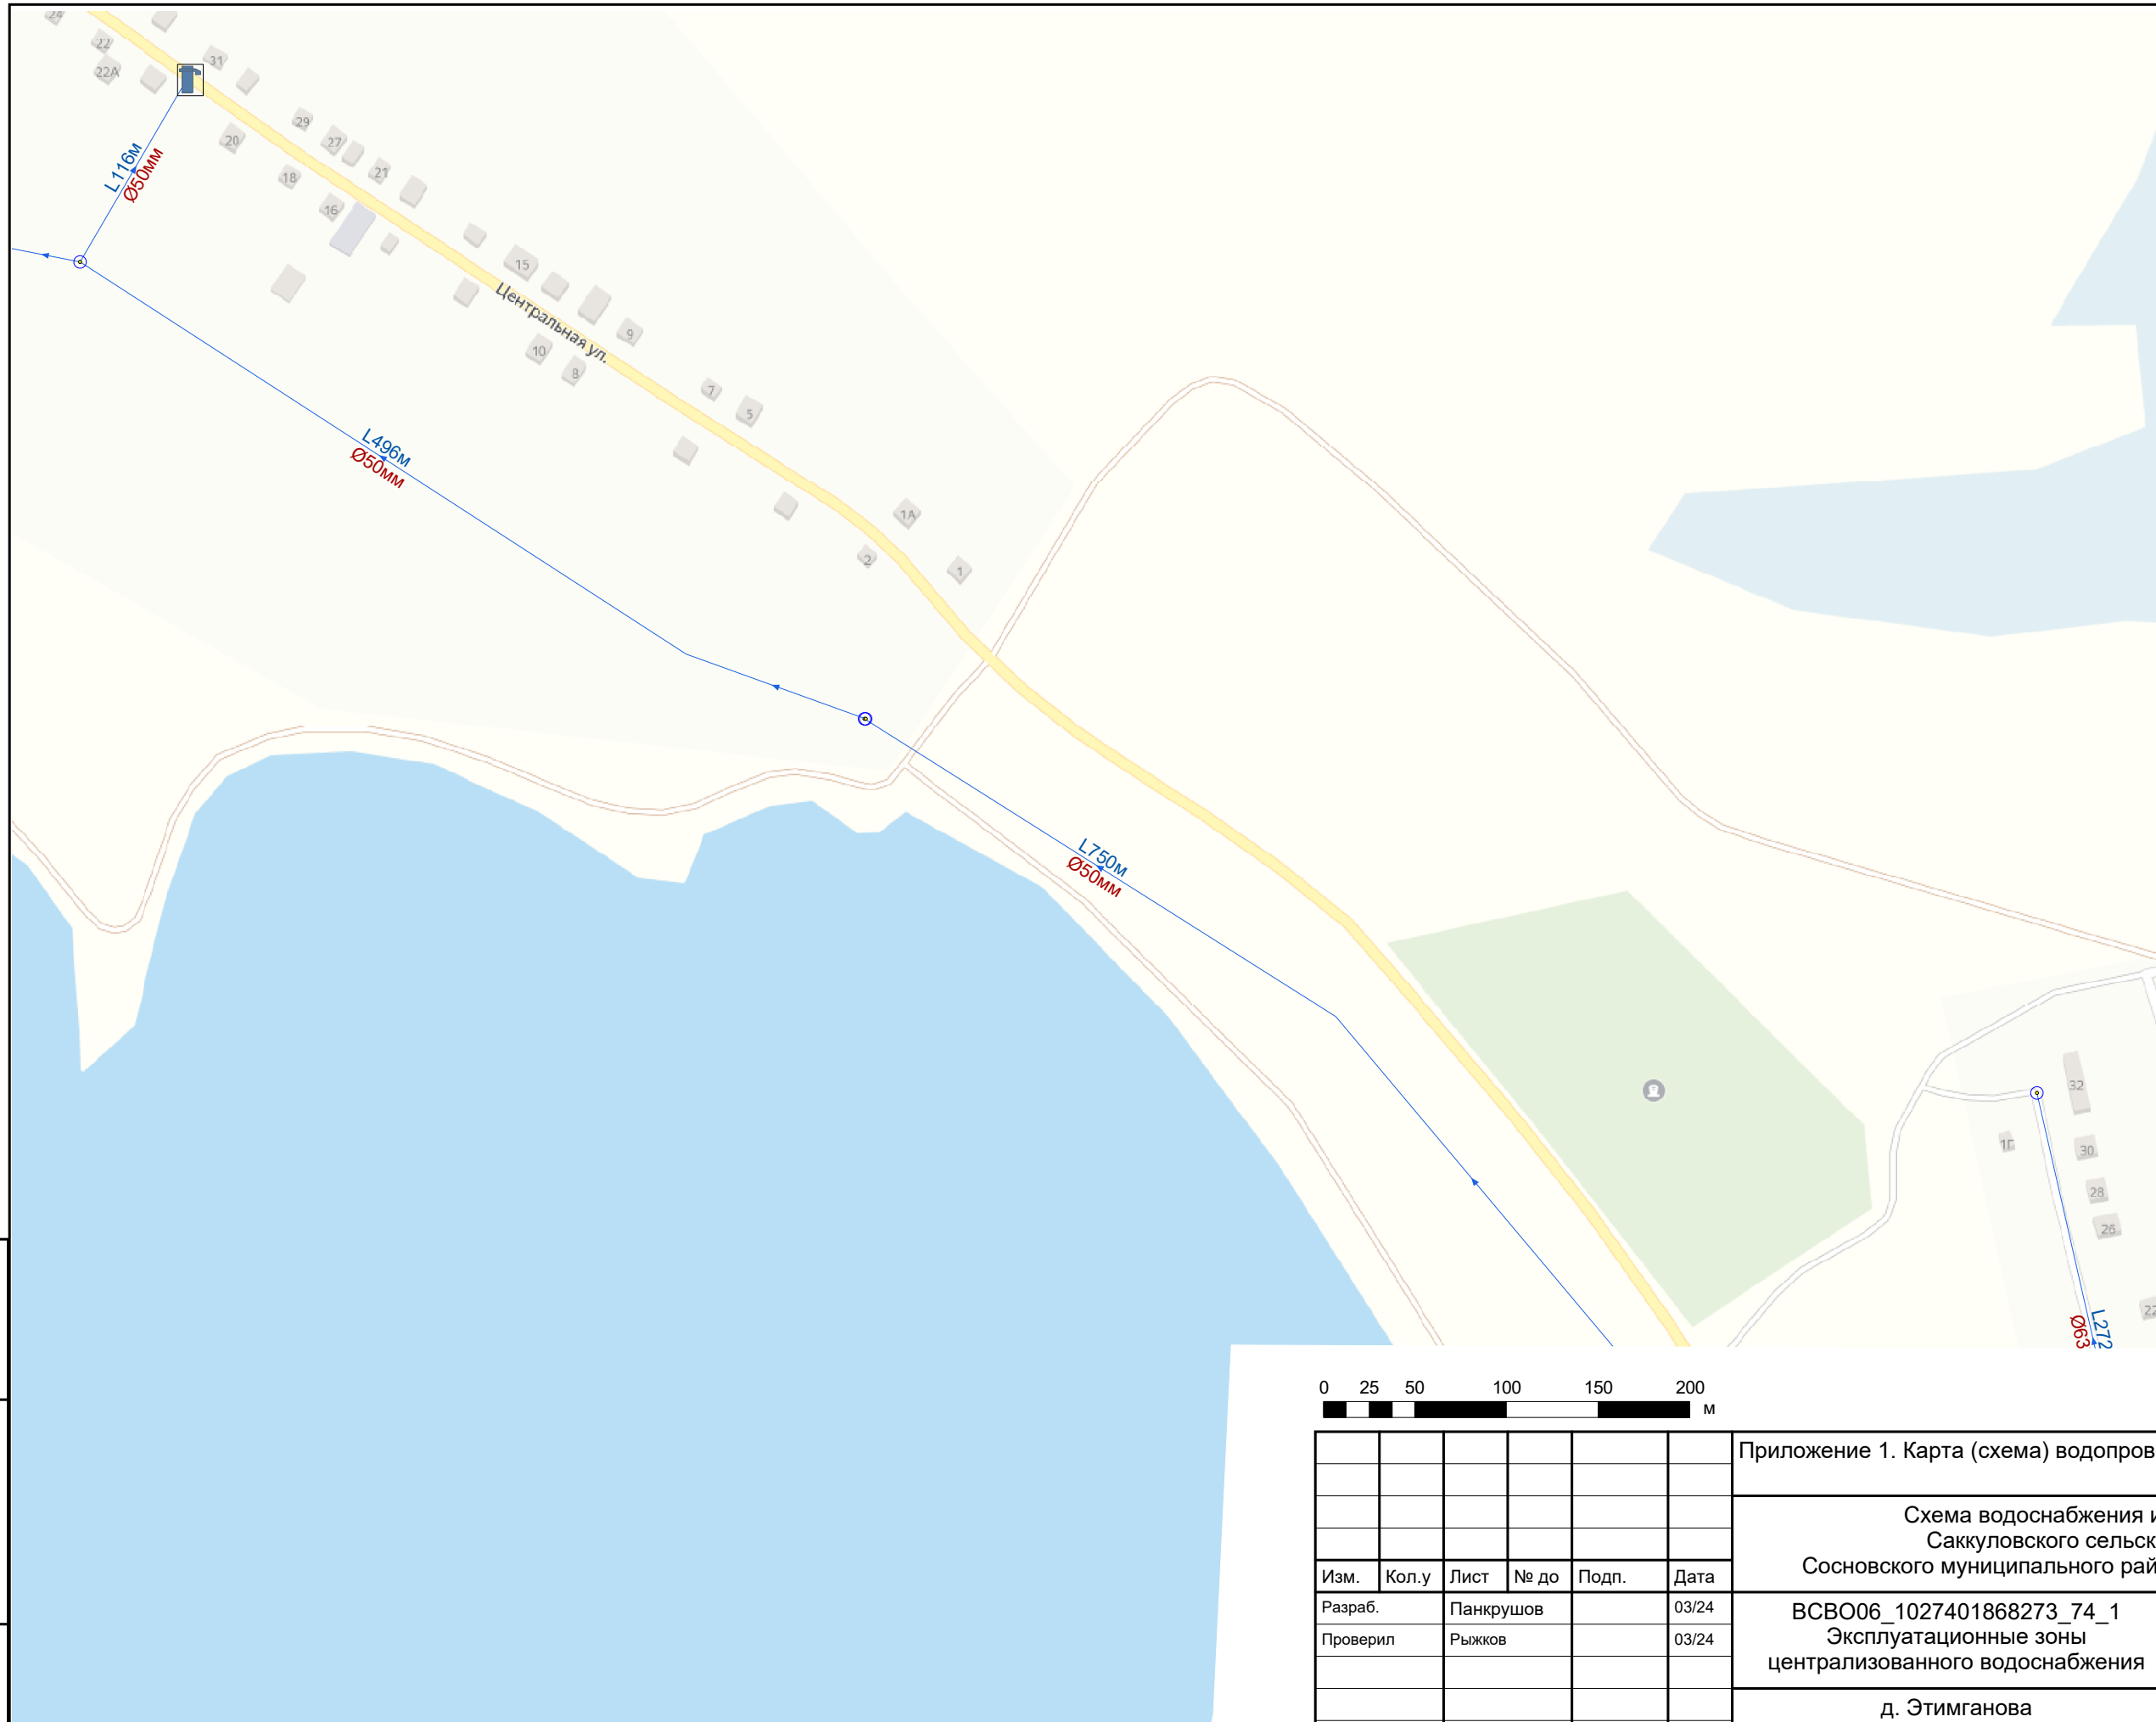 24
22
22А
31
29
27
21
20
18
16
L116м
Ø50мм
15
9
Центральная ул.
10
8
7
5
L496м
Ø50мм
1А
2
1
L750м
Ø50мм
32
1Г
30
28
26
22
L272
Ø63
0 25 50 100 150 200
м
Приложение 1. Карта (схема) водопров
Схема водоснабжения и
Саккуловского сельск
Сосновского муниципального рай
Изм. Кол.у Лист № до Подп. Дата
Разраб. Панкрушов 03/24
Проверил Рыжков 03/24
ВСВО06_1027401868273_74_1
Эксплуатационные зоны
централизованного водоснабжения
д. Этимганова